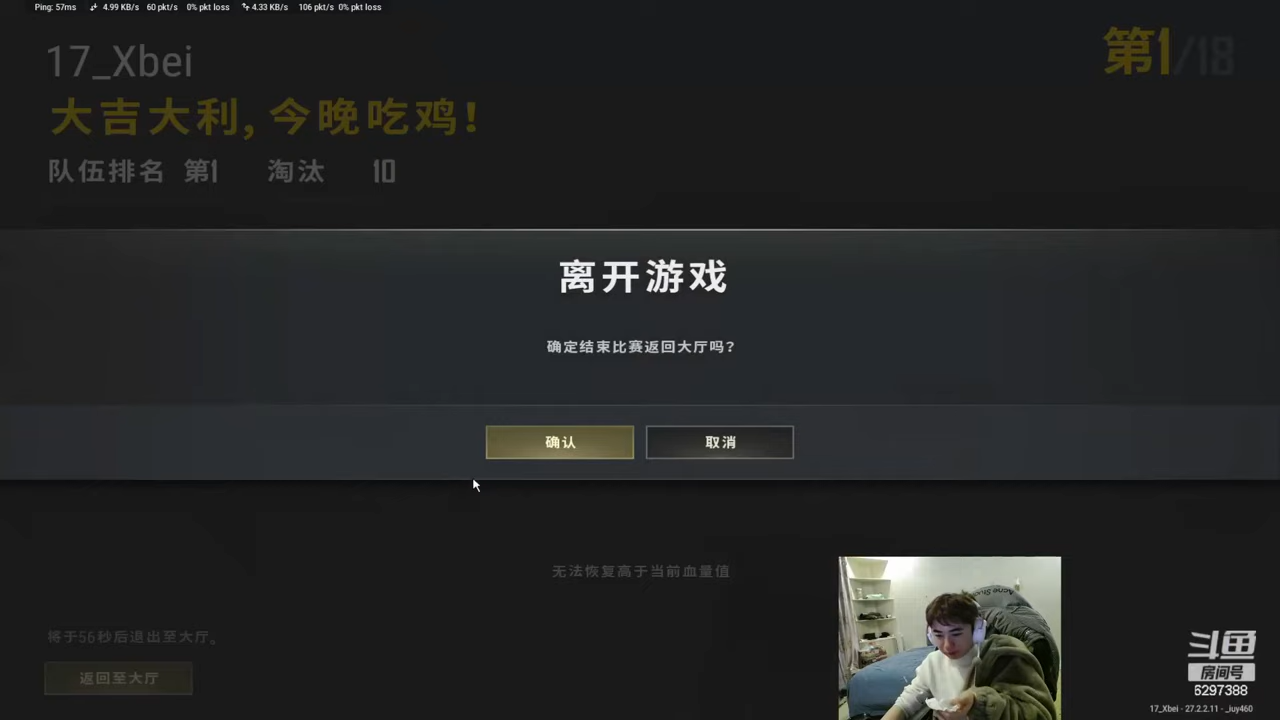 Ping: 57ms 4.99 KB/s 60 pkt/s 0% pkt loss 4.33 KB/s 106 pkt/s 0% pkt loss
17_Xbei
第1/18
大吉大利, 今晚吃鸡!
队伍排名 第1 淘汰 10
离开游戏
确定结束比赛返回大厅吗?
确认 取消
无法恢复高于当前血量值
将于56秒后退出至大厅。
返回至大厅
斗鱼
房间号
6297388
17_Xbei - 27.2.2.11 - _iuy460